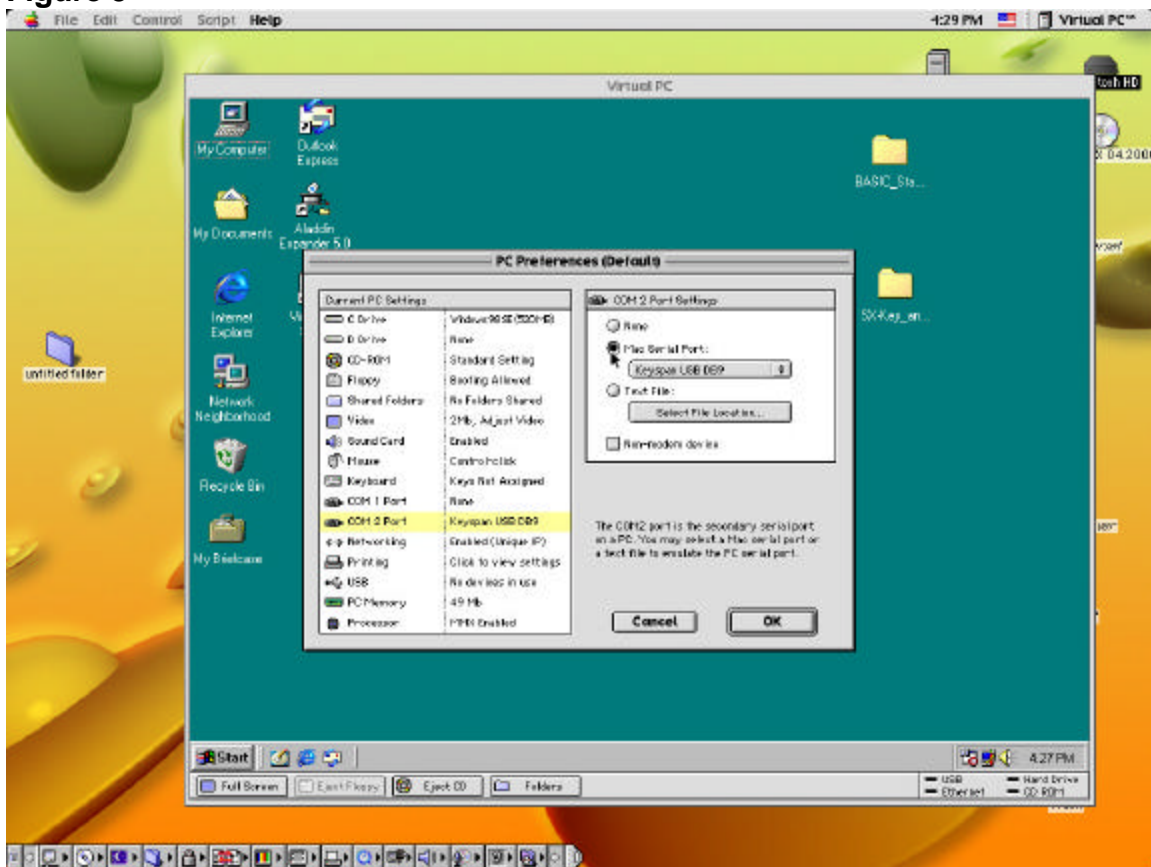 File Edit Control Script Help
4:29 PM Virtual PC™
Virtual PC
tosh HD
My Computer
Outlook
Express
04.200
BASIC_Sta...
My Documents
Aladdin
Expander 5.0
PC Preferences (Default)
Internet
Explorer
SX-Key_an...
untitled folder
Network
Neighborhood
Recycle Bin
My Briefcase
Current PC Settings
C Drive Windows 98 SE (520MB)
D Drive None
CD-ROM Standard Setting
Floppy Booting Allowed
Shared Folders No Folders Shared
Video 2Mb, Adjust Video
Sound Card Enabled
Mouse Control-click
Keyboard Keys Not Assigned
COM 1 Port None
COM 2 Port Keyspan USB DB9
Networking Enabled (Unique IP)
Printing Click to view settings
USB No devices in use
PC Memory 49 Mb
Processor MMX Enabled
COM 2 Port Settings
None
Mac Serial Port:
Keyspan USB DB9
Text File:
Select File Location...
Non-modem device
The COM2 port is the secondary serial port
on a PC. You may select a Mac serial port or
a text file to emulate the PC serial port.
Cancel OK
Start 4:27 PM
Full Screen Eject Floppy Eject CD Folders
USB Hard Drive
Ethernet CD-ROM